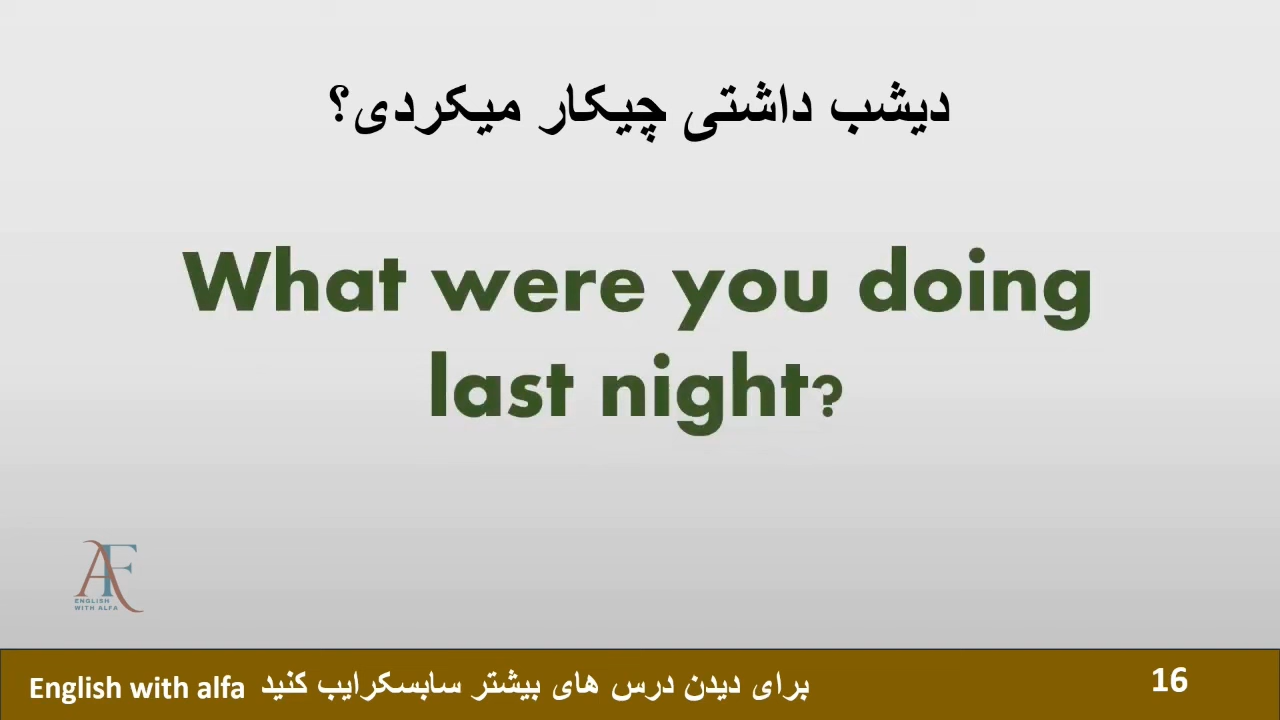 دیشب داشتی چیکار میکردی؟
What were you doing
last night?
AF
ENGLISH
WITH ALFA
English with alfa برای دیدن درس های بیشتر سابسکرایب کنید
16